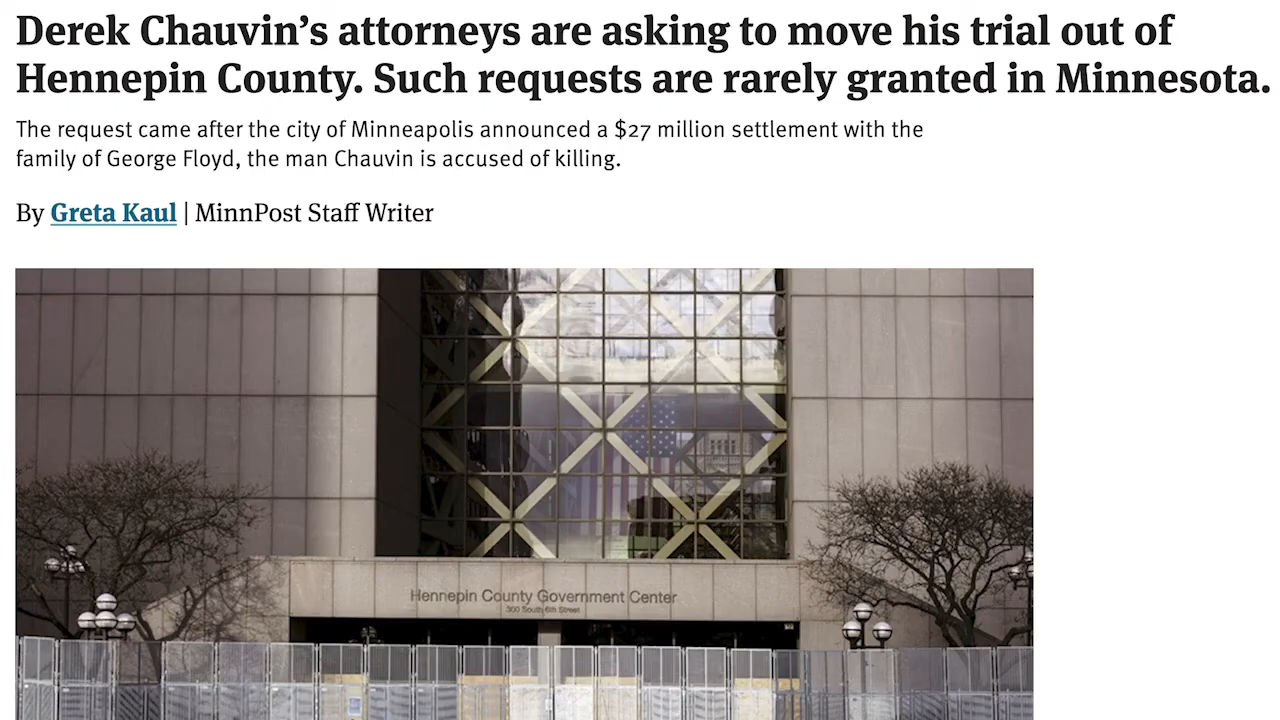 Derek Chauvin’s attorneys are asking to move his trial out of
Hennepin County. Such requests are rarely granted in Minnesota.
The request came after the city of Minneapolis announced a $27 million settlement with the
family of George Floyd, the man Chauvin is accused of killing.
By Greta Kaul | MinnPost Staff Writer
Hennepin County Government Center
300 South 6th Street